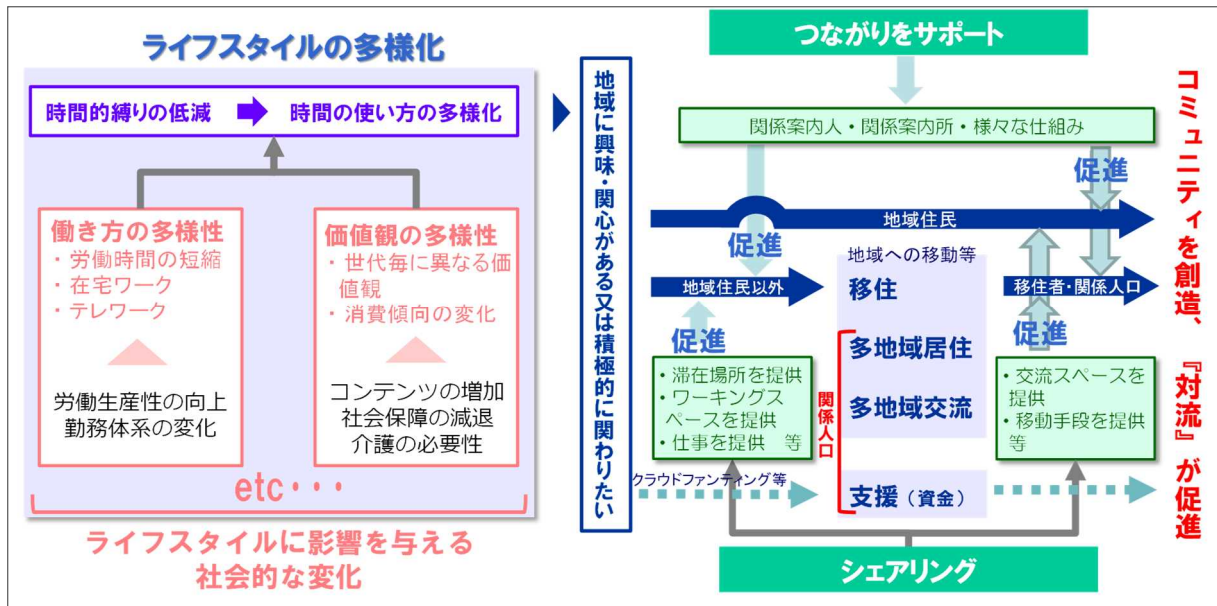 ライフスタイルの多様化
時間的縛りの低減
時間の使い方の多様化
働き方の多様性
・労働時間の短縮
・在宅ワーク
・テレワーク
労働生産性の向上
勤務体系の変化
価値観の多様性
・世代毎に異なる価
値観
・消費傾向の変化
コンテンツの増加
社会保障の減退
介護の必要性
etc・・・
ライフスタイルに影響を与える
社会的な変化
地域に興味・関心がある又は積極的に関わりたい
つながりをサポート
関係案内人・関係案内所・様々な仕組み
促進
地域住民
促進
地域への移動等
地域住民以外
移住
移住者・関係人口
促進
促進
多地域居住
多地域交流
関係人口
・滞在場所を提供
・ワーキングス
ペースを提供
・仕事を提供 等
・交流スペースを
提供
・移動手段を提供
等
クラウドファンティング等
支援（資金）
シェアリング
コミュニティを創造、『対流』が促進